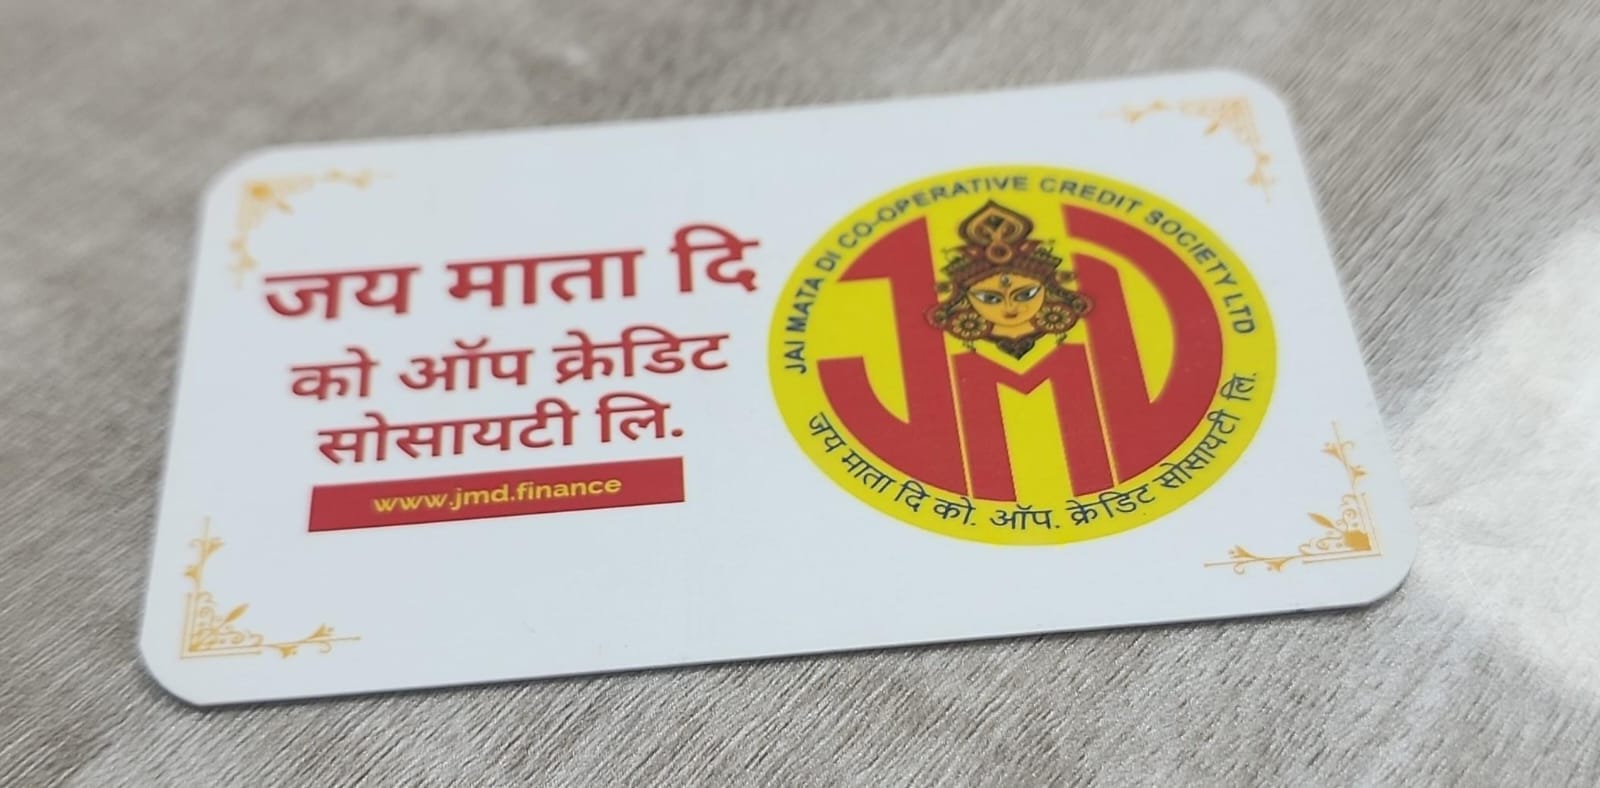 जय माता दि
को ऑप क्रेडिट
सोसायटी लि.
www.jmd.finance
JAI MATA DI CO-OPERATIVE CREDIT SOCIETY LTD
JMD
जय माता दि को. ऑप. क्रेडिट सोसायटी लि.